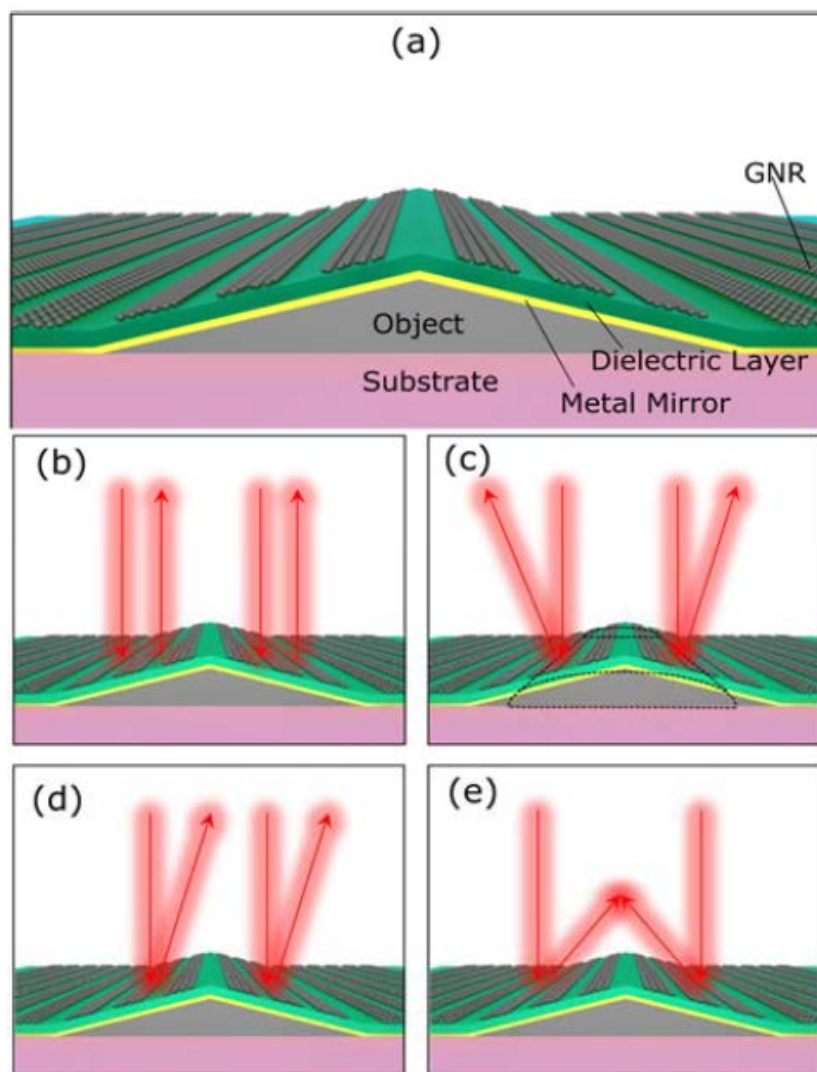 (a)
GNR
Object
Dielectric Layer
Substrate
Metal Mirror
(b)
(c)
(d)
(e)